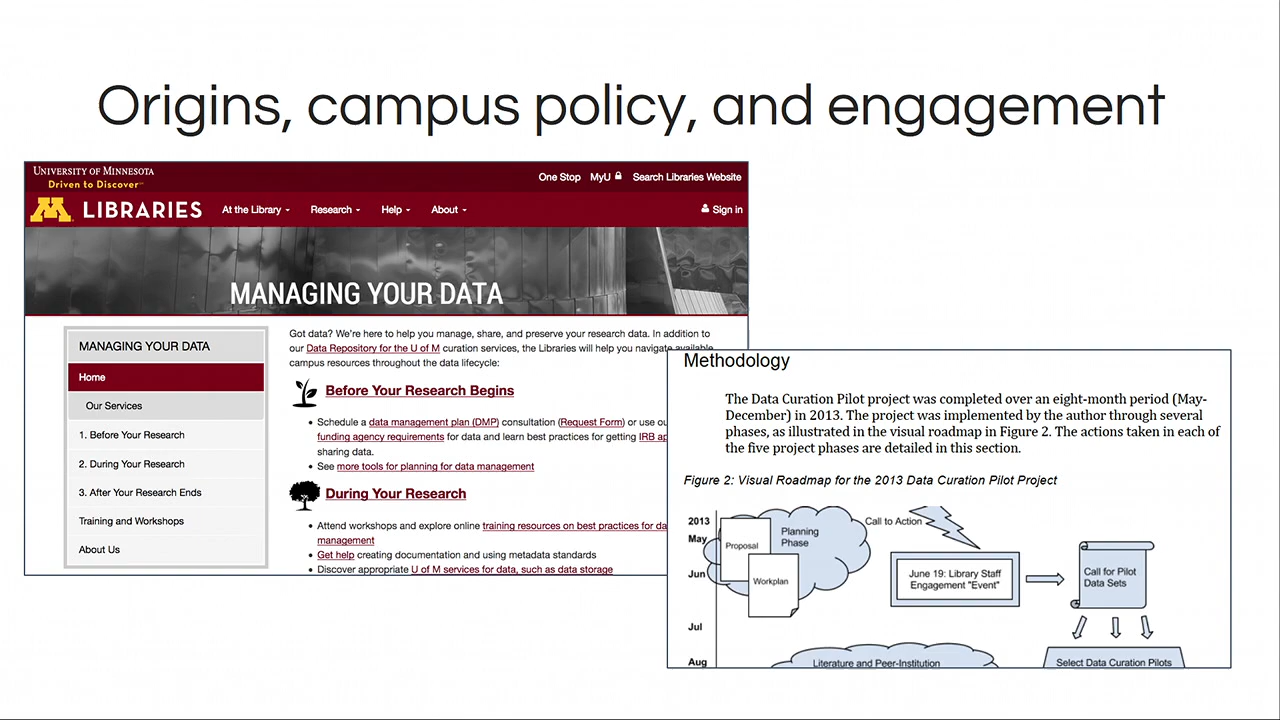 Origins, campus policy, and engagement
UNIVERSITY OF MINNESOTA
Driven to Discover
One Stop MyU Search Libraries Website
M LIBRARIES At the Library Research Help About Sign in
MANAGING YOUR DATA
MANAGING YOUR DATA
Home
Our Services
1. Before Your Research
2. During Your Research
3. After Your Research Ends
Training and Workshops
About Us
Got data? We're here to help you manage, share, and preserve your research data. In addition to
our Data Repository for the U of M curation services, the Libraries will help you navigate available
campus resources throughout the data lifecycle:
Before Your Research Begins
• Schedule a data management plan (DMP) consultation (Request Form) or use ou
funding agency requirements for data and learn best practices for getting IRB ap
sharing data.
• See more tools for planning for data management
During Your Research
• Attend workshops and explore online training resources on best practices for da
management
• Get help creating documentation and using metadata standards
• Discover appropriate U of M services for data, such as data storage
Methodology
The Data Curation Pilot project was completed over an eight-month period (May-
December) in 2013. The project was implemented by the author through several
phases, as illustrated in the visual roadmap in Figure 2. The actions taken in each of
the five project phases are detailed in this section.
Figure 2: Visual Roadmap for the 2013 Data Curation Pilot Project
2013
May
Jun
Jul
Aug
Proposal
Workplan
Planning
Phase
Call to Action
June 19: Library Staff
Engagement "Event"
Call for Pilot
Data Sets
Literature and Peer-Institution
Select Data Curation Pilots